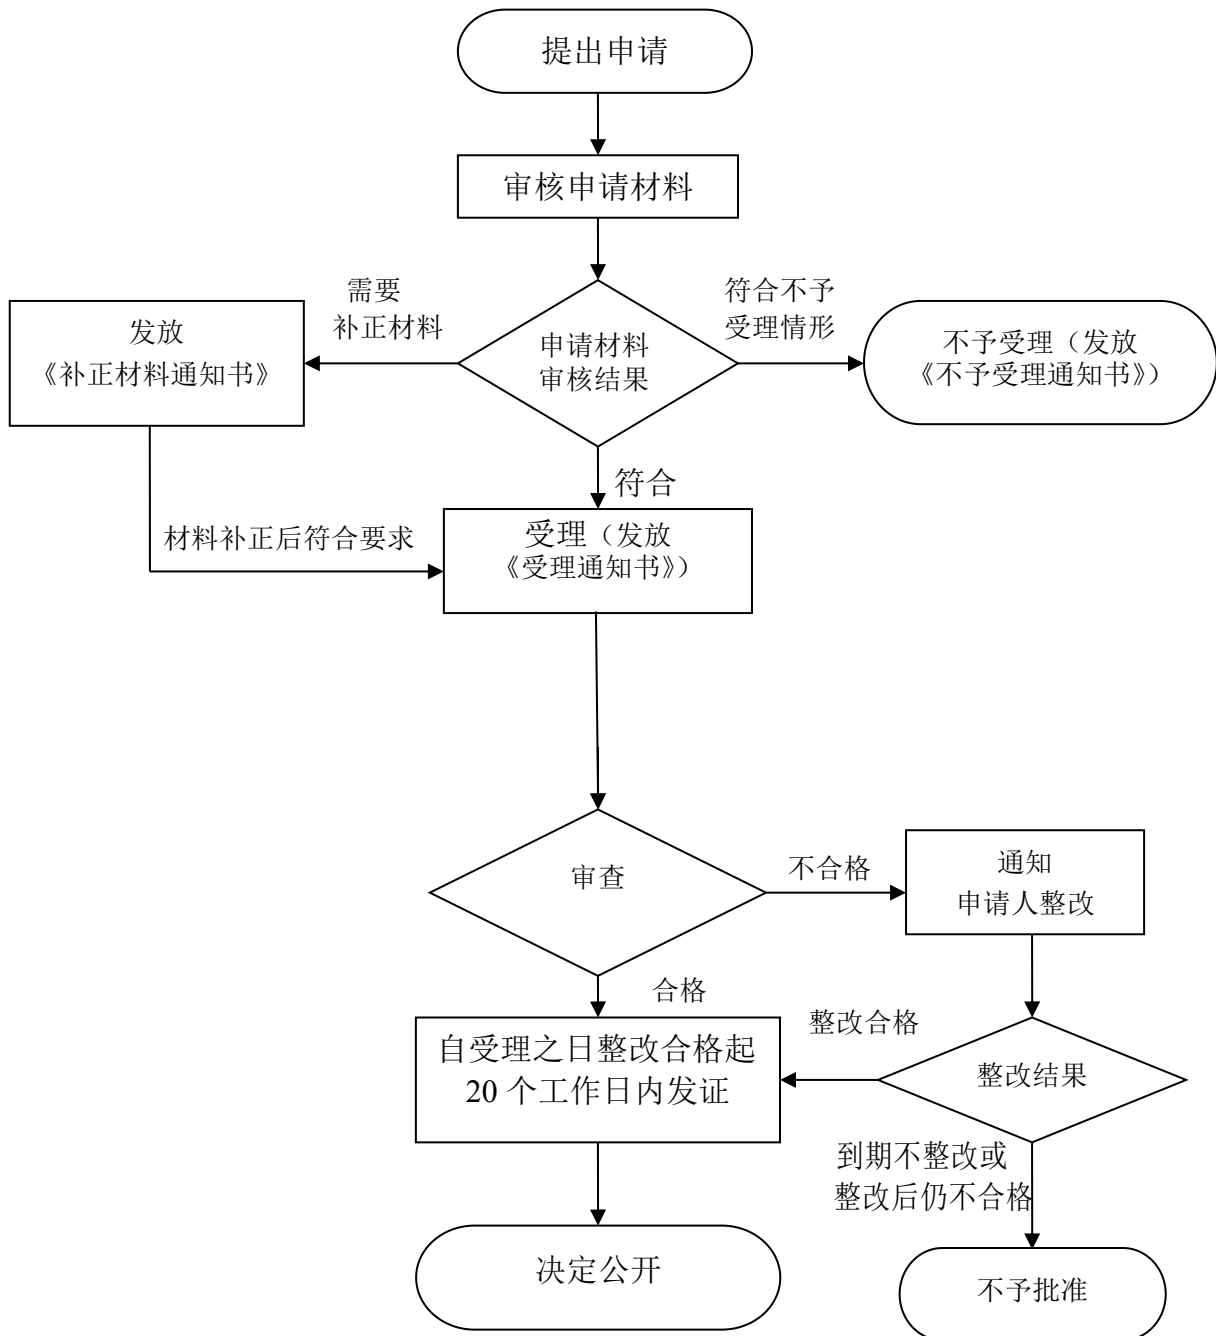 提出申请
审核申请材料
需要
补正材料
符合不予
受理情形
发放
《补正材料通知书》
申请材料
审核结果
不予受理（发放
《不予受理通知书》）
符合
材料补正后符合要求
受理（发放
《受理通知书》）
审查
不合格
通知
申请人整改
合格
整改合格
自受理之日整改合格起
20 个工作日内发证
整改结果
到期不整改或
整改后仍不合格
决定公开
不予批准